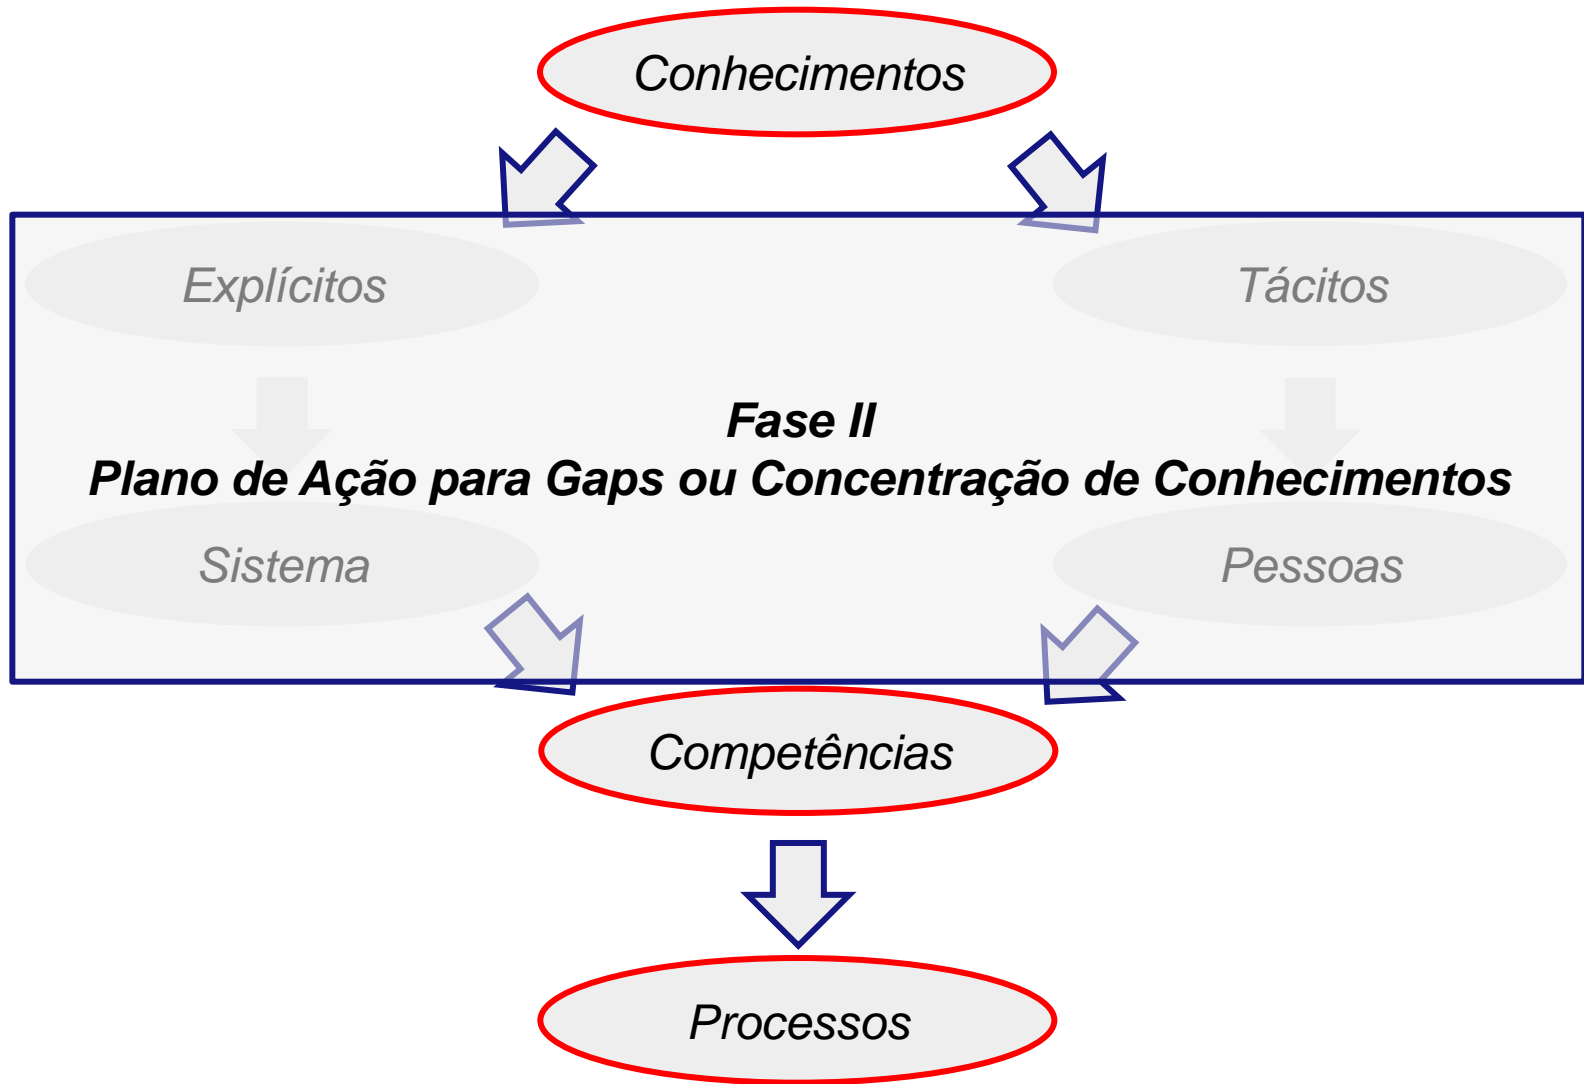 Conhecimentos
Explícitos
Tácitos
Fase II
Plano de Ação para Gaps ou Concentração de Conhecimentos
Sistema
Pessoas
Competências
Processos